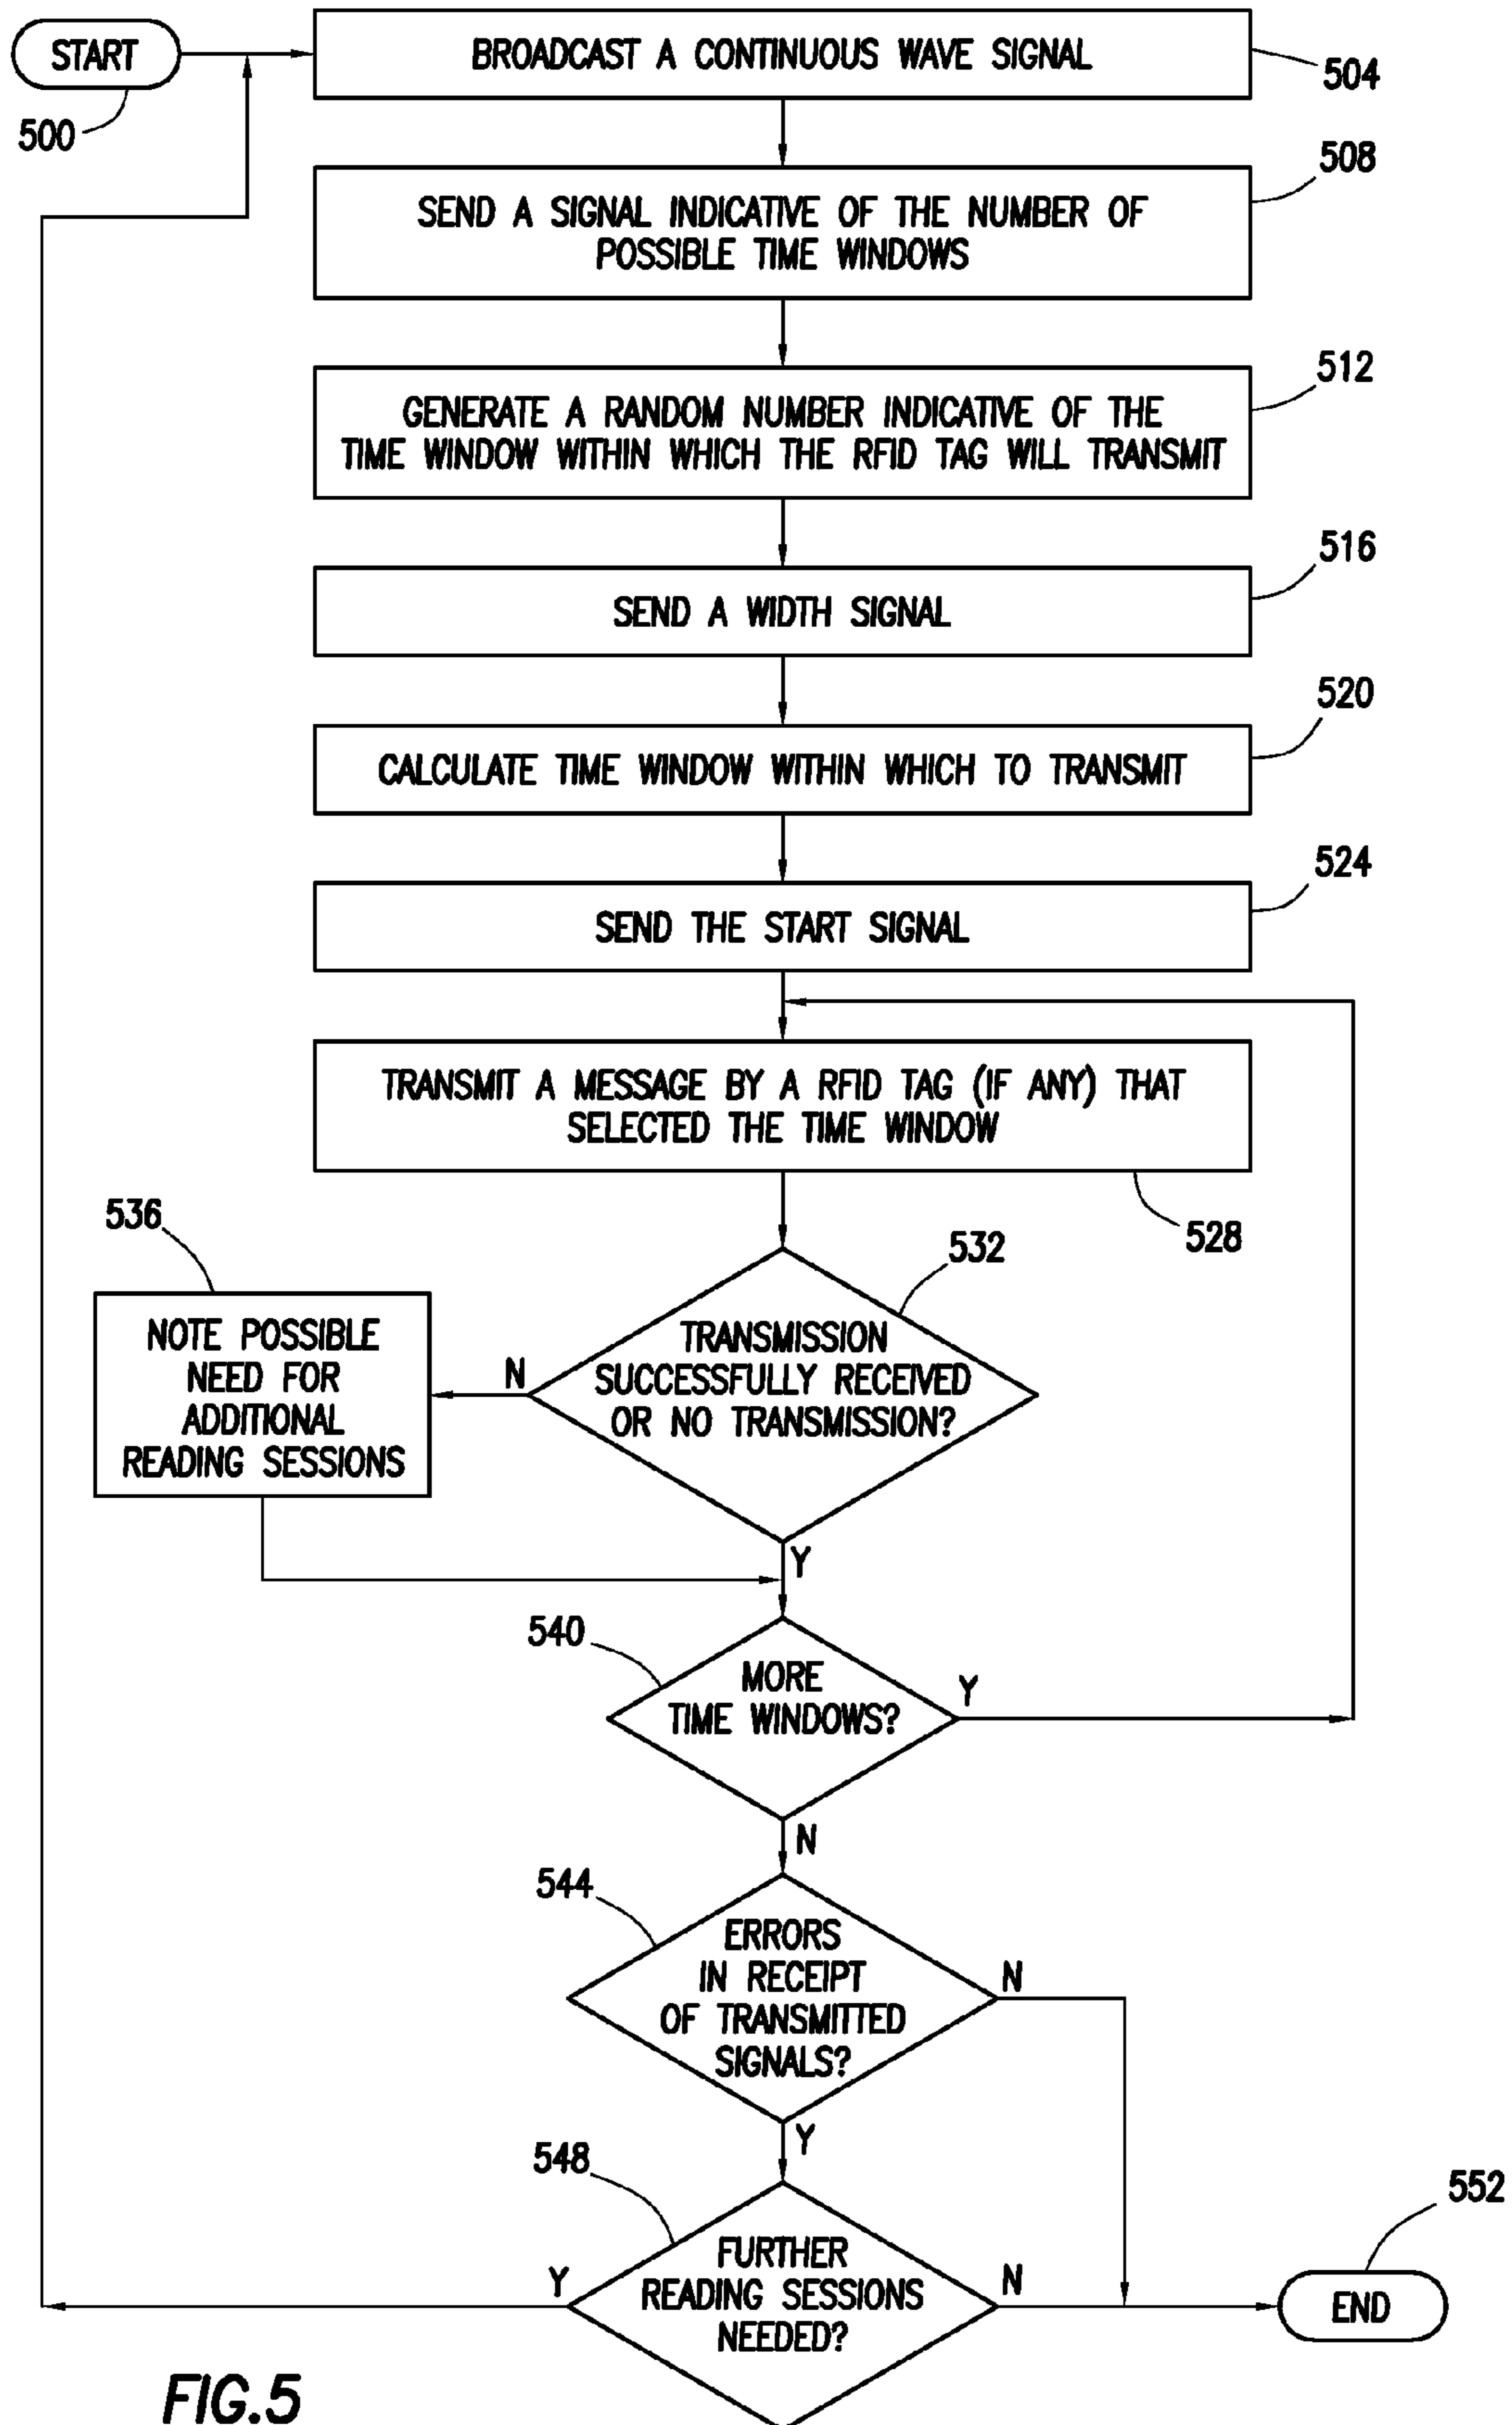 START
500
BROADCAST A CONTINUOUS WAVE SIGNAL
504
508
SEND A SIGNAL INDICATIVE OF THE NUMBER OF
POSSIBLE TIME WINDOWS
512
GENERATE A RANDOM NUMBER INDICATIVE OF THE
TIME WINDOW WITHIN WHICH THE RFID TAG WILL TRANSMIT
516
SEND A WIDTH SIGNAL
520
CALCULATE TIME WINDOW WITHIN WHICH TO TRANSMIT
524
SEND THE START SIGNAL
TRANSMIT A MESSAGE BY A RFID TAG (IF ANY) THAT
SELECTED THE TIME WINDOW
528
536
NOTE POSSIBLE
NEED FOR
ADDITIONAL
READING SESSIONS
N
532
TRANSMISSION
SUCCESSFULLY RECEIVED
OR NO TRANSMISSION?
Y
540
MORE
TIME WINDOWS?
Y
N
544
ERRORS
IN RECEIPT
OF TRANSMITTED
SIGNALS?
N
Y
548
FURTHER
READING SESSIONS
NEEDED?
Y
N
552
END
FIG.5